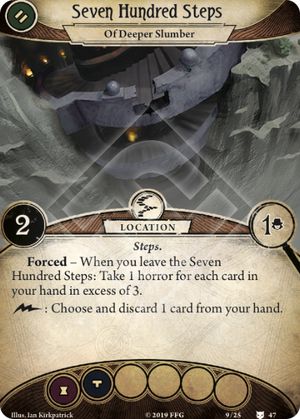 Seven Hundred Steps
Of Deeper Slumber
2
LOCATION
1
Steps.
Forced – When you leave the Seven
Hundred Steps: Take 1 horror for each card in
your hand in excess of 3.
: Choose and discard 1 card from your hand.
Illus. Ian Kirkpatrick
© 2019 FFG
9/25
47